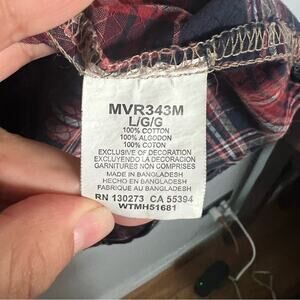 MVR343M
L/G/G
100% COTTON
100% ALGODON
100% COTON
EXCLUSIVE OF DECORATION
EXCLUYENDO LA DECORACION
GARNITURES NON COMPRISES
MADE IN BANGLADESH
HECHO EN BANGLADESH
FABRIQUE AU BANGLADESH
RN 130273 CA 55394
WTMH51681